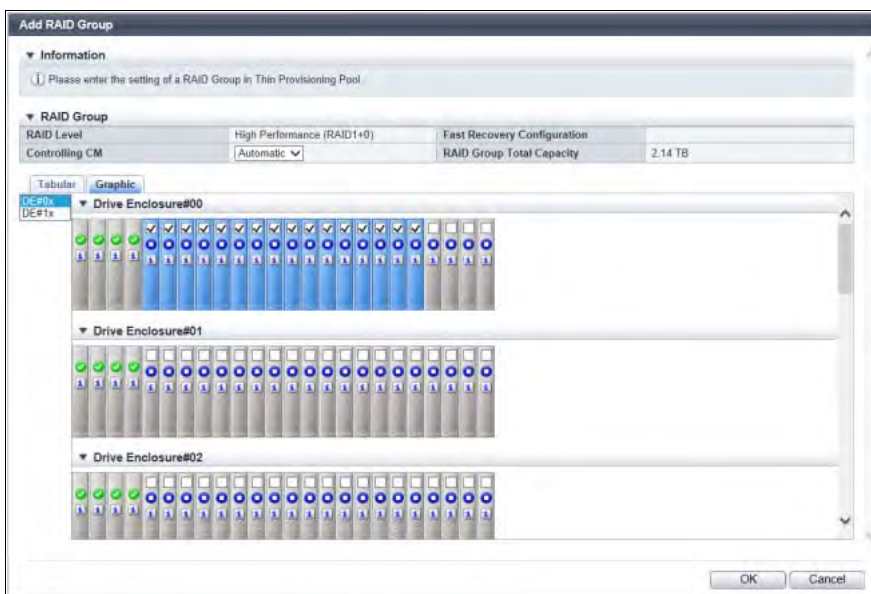 Add RAID Group
Information
Please enter the setting of a RAID Group in Thin Provisioning Pool.
RAID Group
RAID Level High Performance (RAID1+0) Fast Recovery Configuration
Controlling CM Automatic RAID Group Total Capacity 2.14 TB
Tabular Graphic
DE#0x
DE#1x
Drive Enclosure#00
Drive Enclosure#01
Drive Enclosure#02
OK Cancel